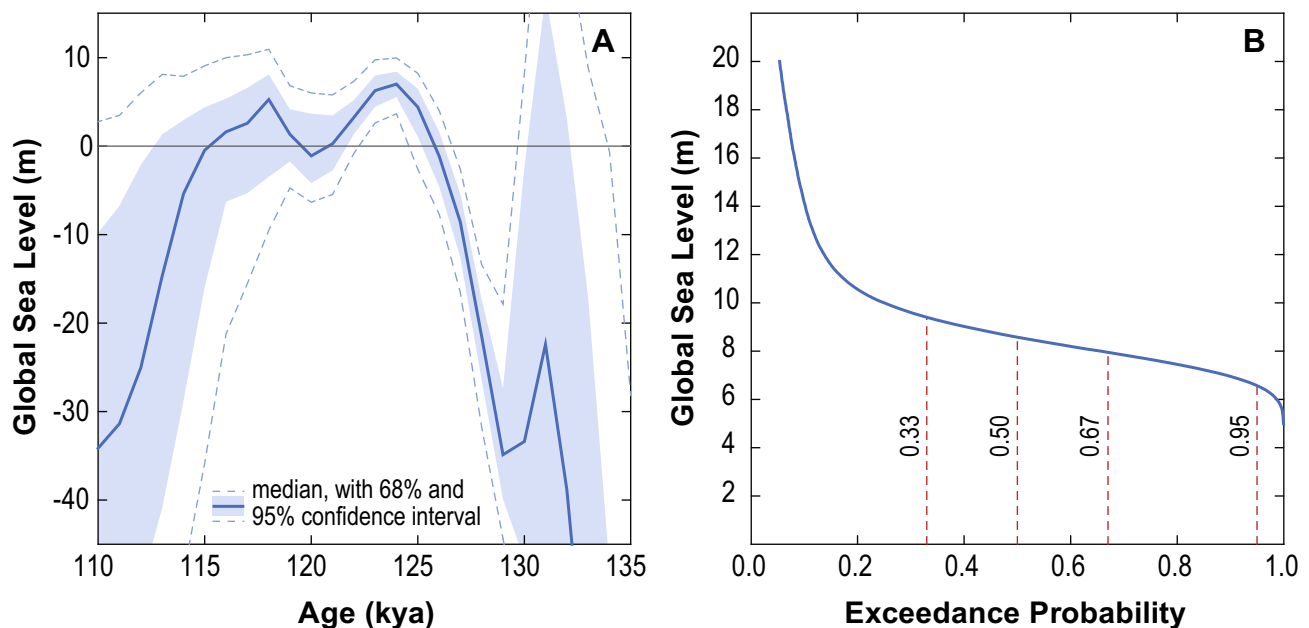 A
Global Sea Level (m)
10
0
-10
-20
-30
-40
median, with 68% and
95% confidence interval
110 115 120 125 130 135
Age (kya)
B
Global Sea Level (m)
20
18
16
14
12
10
8
6
4
2
0.33
0.50
0.67
0.95
0.0 0.2 0.4 0.6 0.8 1.0
Exceedance Probability